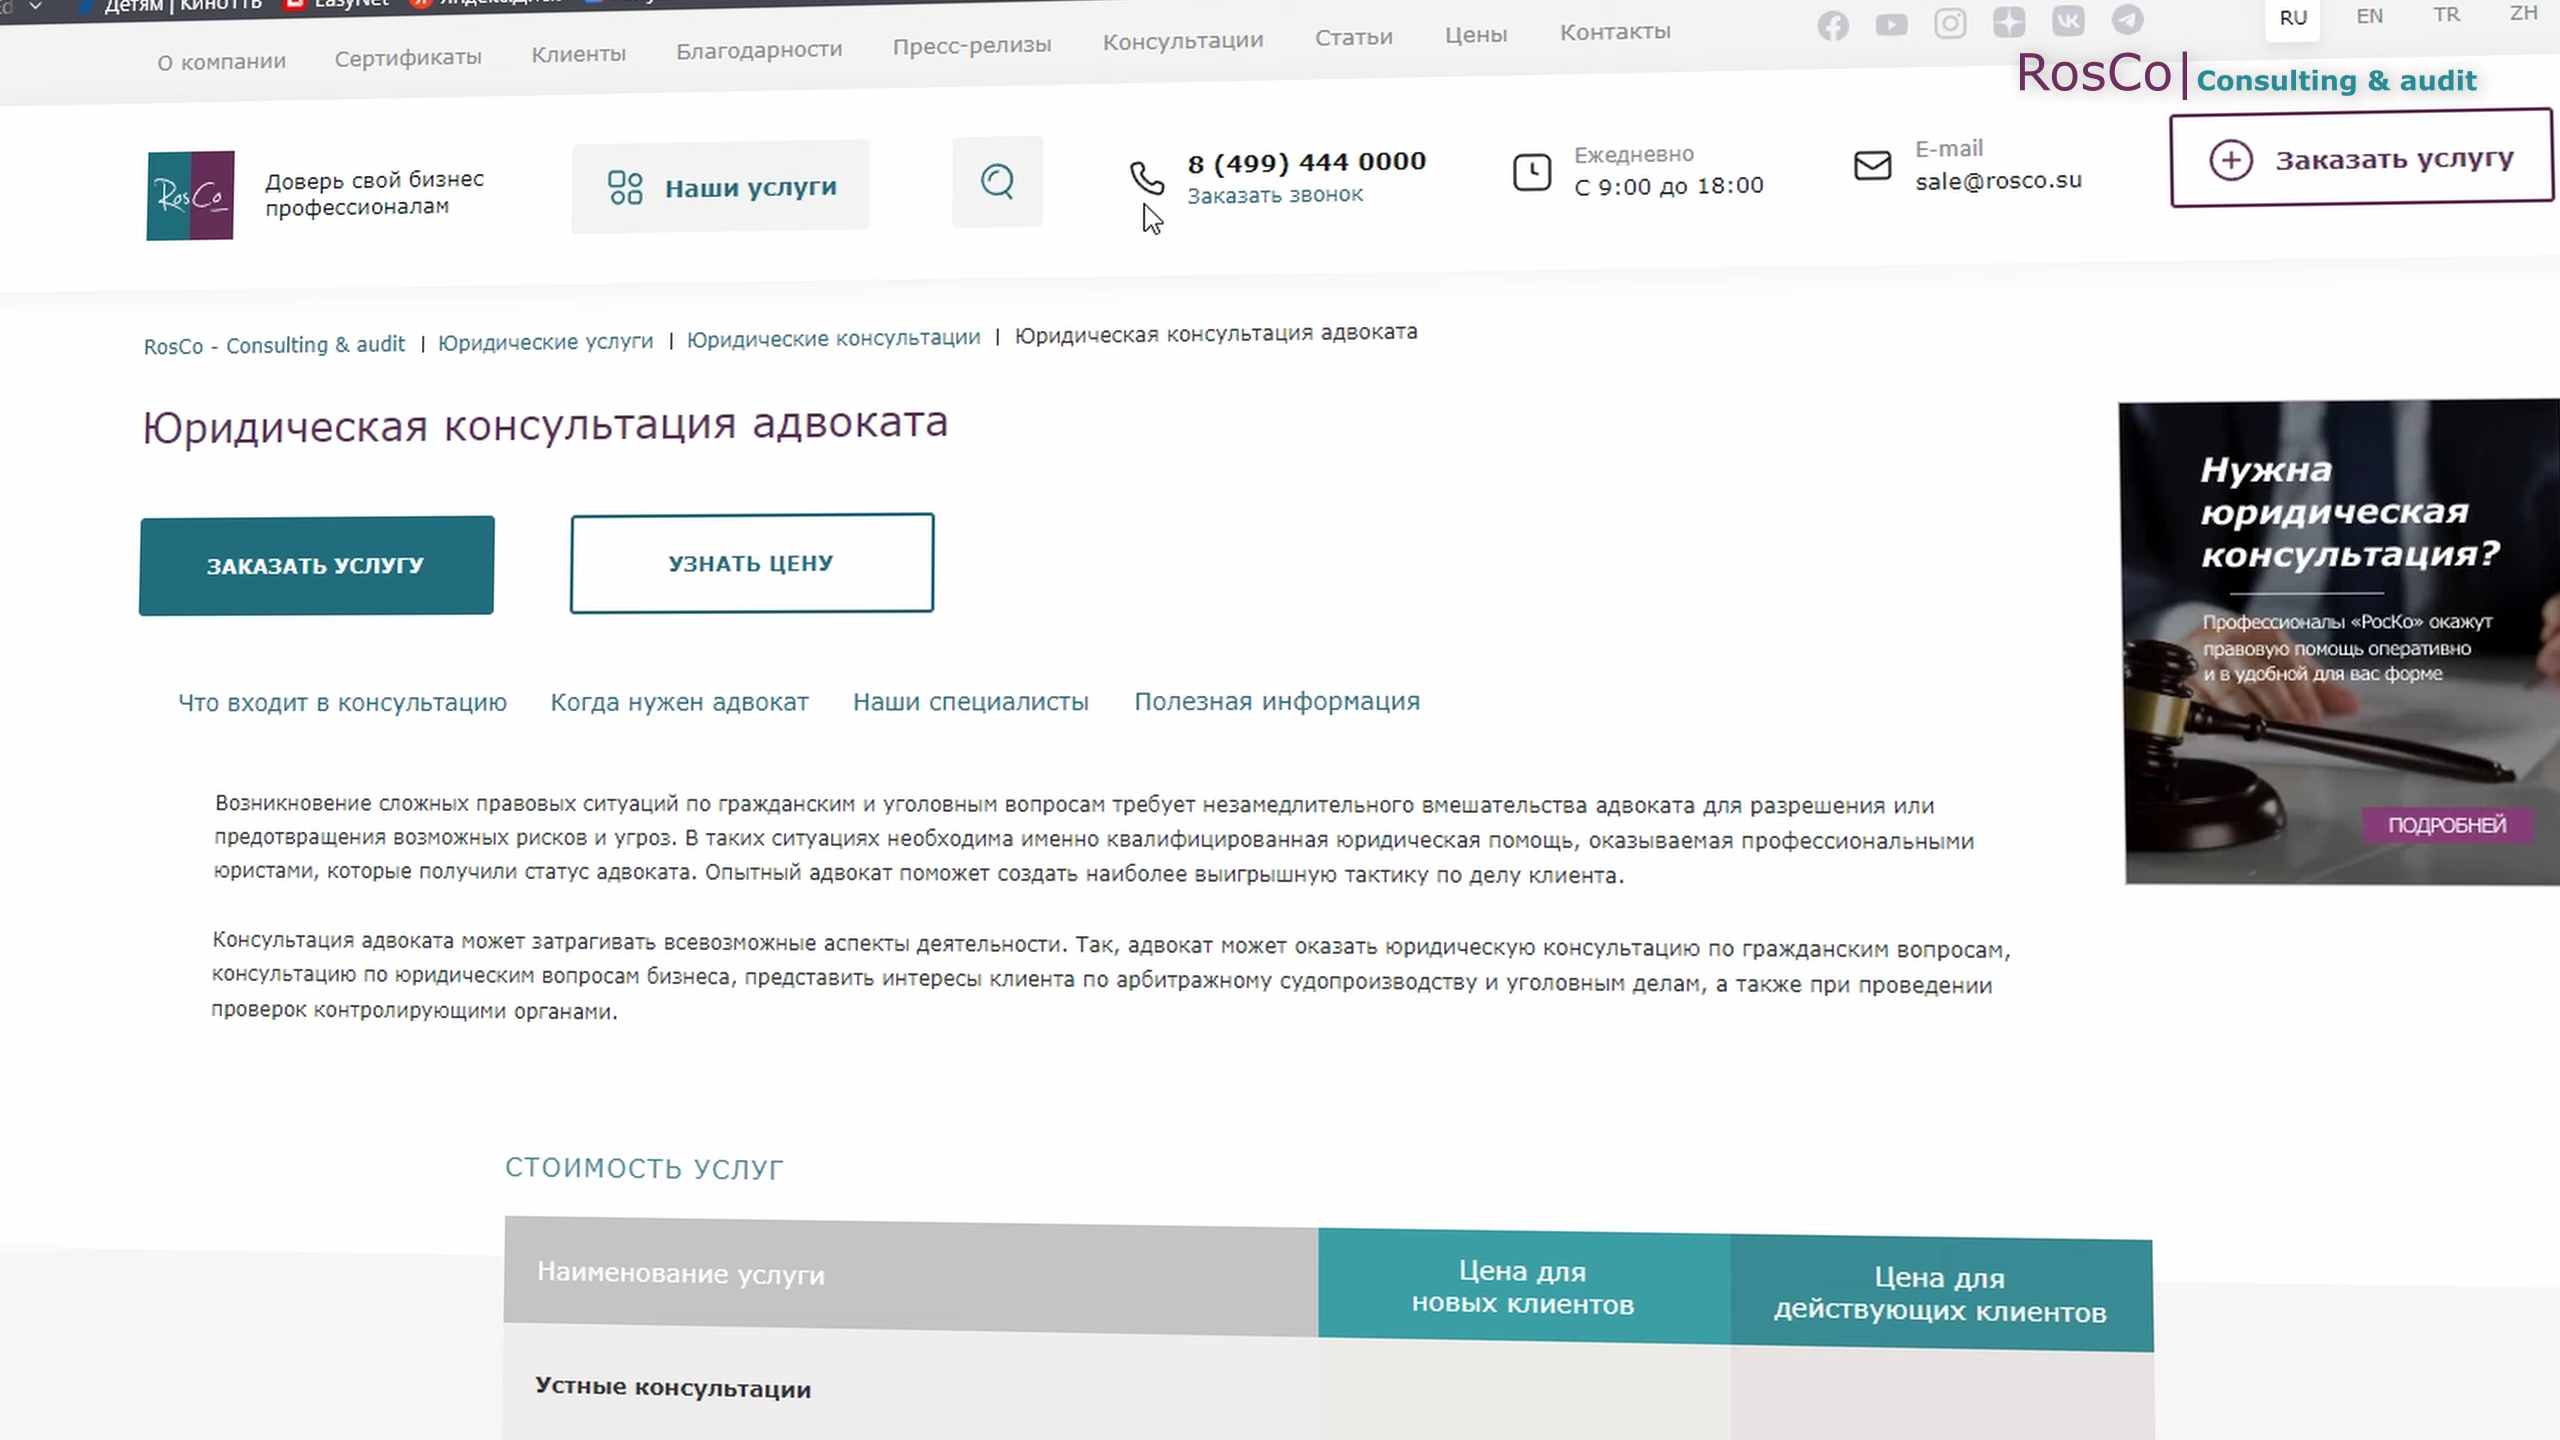 Детям | КИНОТТВ
EasyNet
О компании
Сертификаты
Клиенты
Благодарности
Пресс-релизы
Консультации
Статьи
Цены
Контакты
RU
EN
TR
ZH
RosCo| Consulting & audit
RosCo
Доверь свой бизнес
профессионалам
Наши услуги
8 (499) 444 0000
Заказать звонок
Ежедневно
С 9:00 до 18:00
E-mail
sale@rosco.su
Заказать услугу
RosCo - Consulting & audit | Юридические услуги | Юридические консультации | Юридическая консультация адвоката
Юридическая консультация адвоката
ЗАКАЗАТЬ УСЛУГУ
УЗНАТЬ ЦЕНУ
Нужна
юридическая
консультация?
Профессионалы «РосКо» окажут
правовую помощь оперативно
и в удобной для вас форме
ПОДРОБНЕЙ
Что входит в консультацию
Когда нужен адвокат
Наши специалисты
Полезная информация
Возникновение сложных правовых ситуаций по гражданским и уголовным вопросам требует незамедлительного вмешательства адвоката для разрешения или
предотвращения возможных рисков и угроз. В таких ситуациях необходима именно квалифицированная юридическая помощь, оказываемая профессиональными
юристами, которые получили статус адвоката. Опытный адвокат поможет создать наиболее выигрышную тактику по делу клиента.
Консультация адвоката может затрагивать всевозможные аспекты деятельности. Так, адвокат может оказать юридическую консультацию по гражданским вопросам,
консультацию по юридическим вопросам бизнеса, представить интересы клиента по арбитражному судопроизводству и уголовным делам, а также при проведении
проверок контролирующими органами.
СТОИМОСТЬ УСЛУГ
Наименование услуги
Цена для
новых клиентов
Цена для
действующих клиентов
Устные консультации